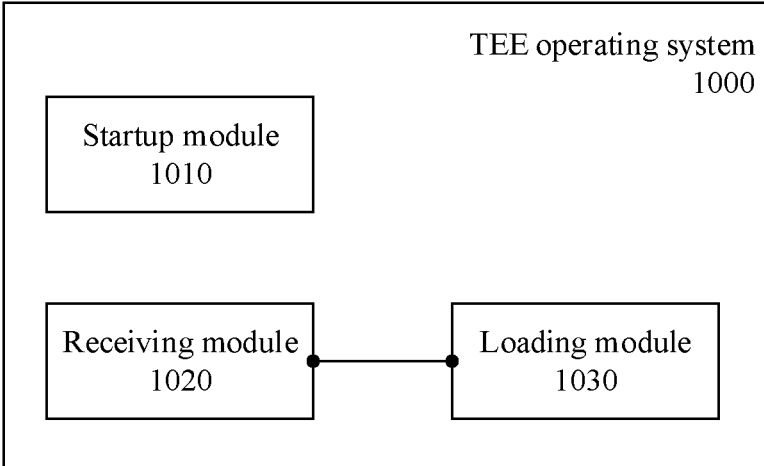 TEE operating system
1000
Startup module
1010
Receiving module
1020
Loading module
1030